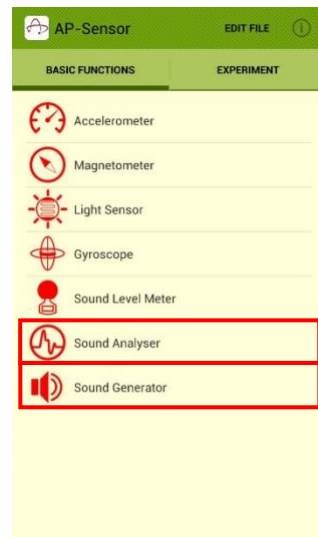 AP-Sensor EDIT FILE
BASIC FUNCTIONS EXPERIMENT
Accelerometer
Magnetometer
Light Sensor
Gyroscope
Sound Level Meter
Sound Analyser
Sound Generator